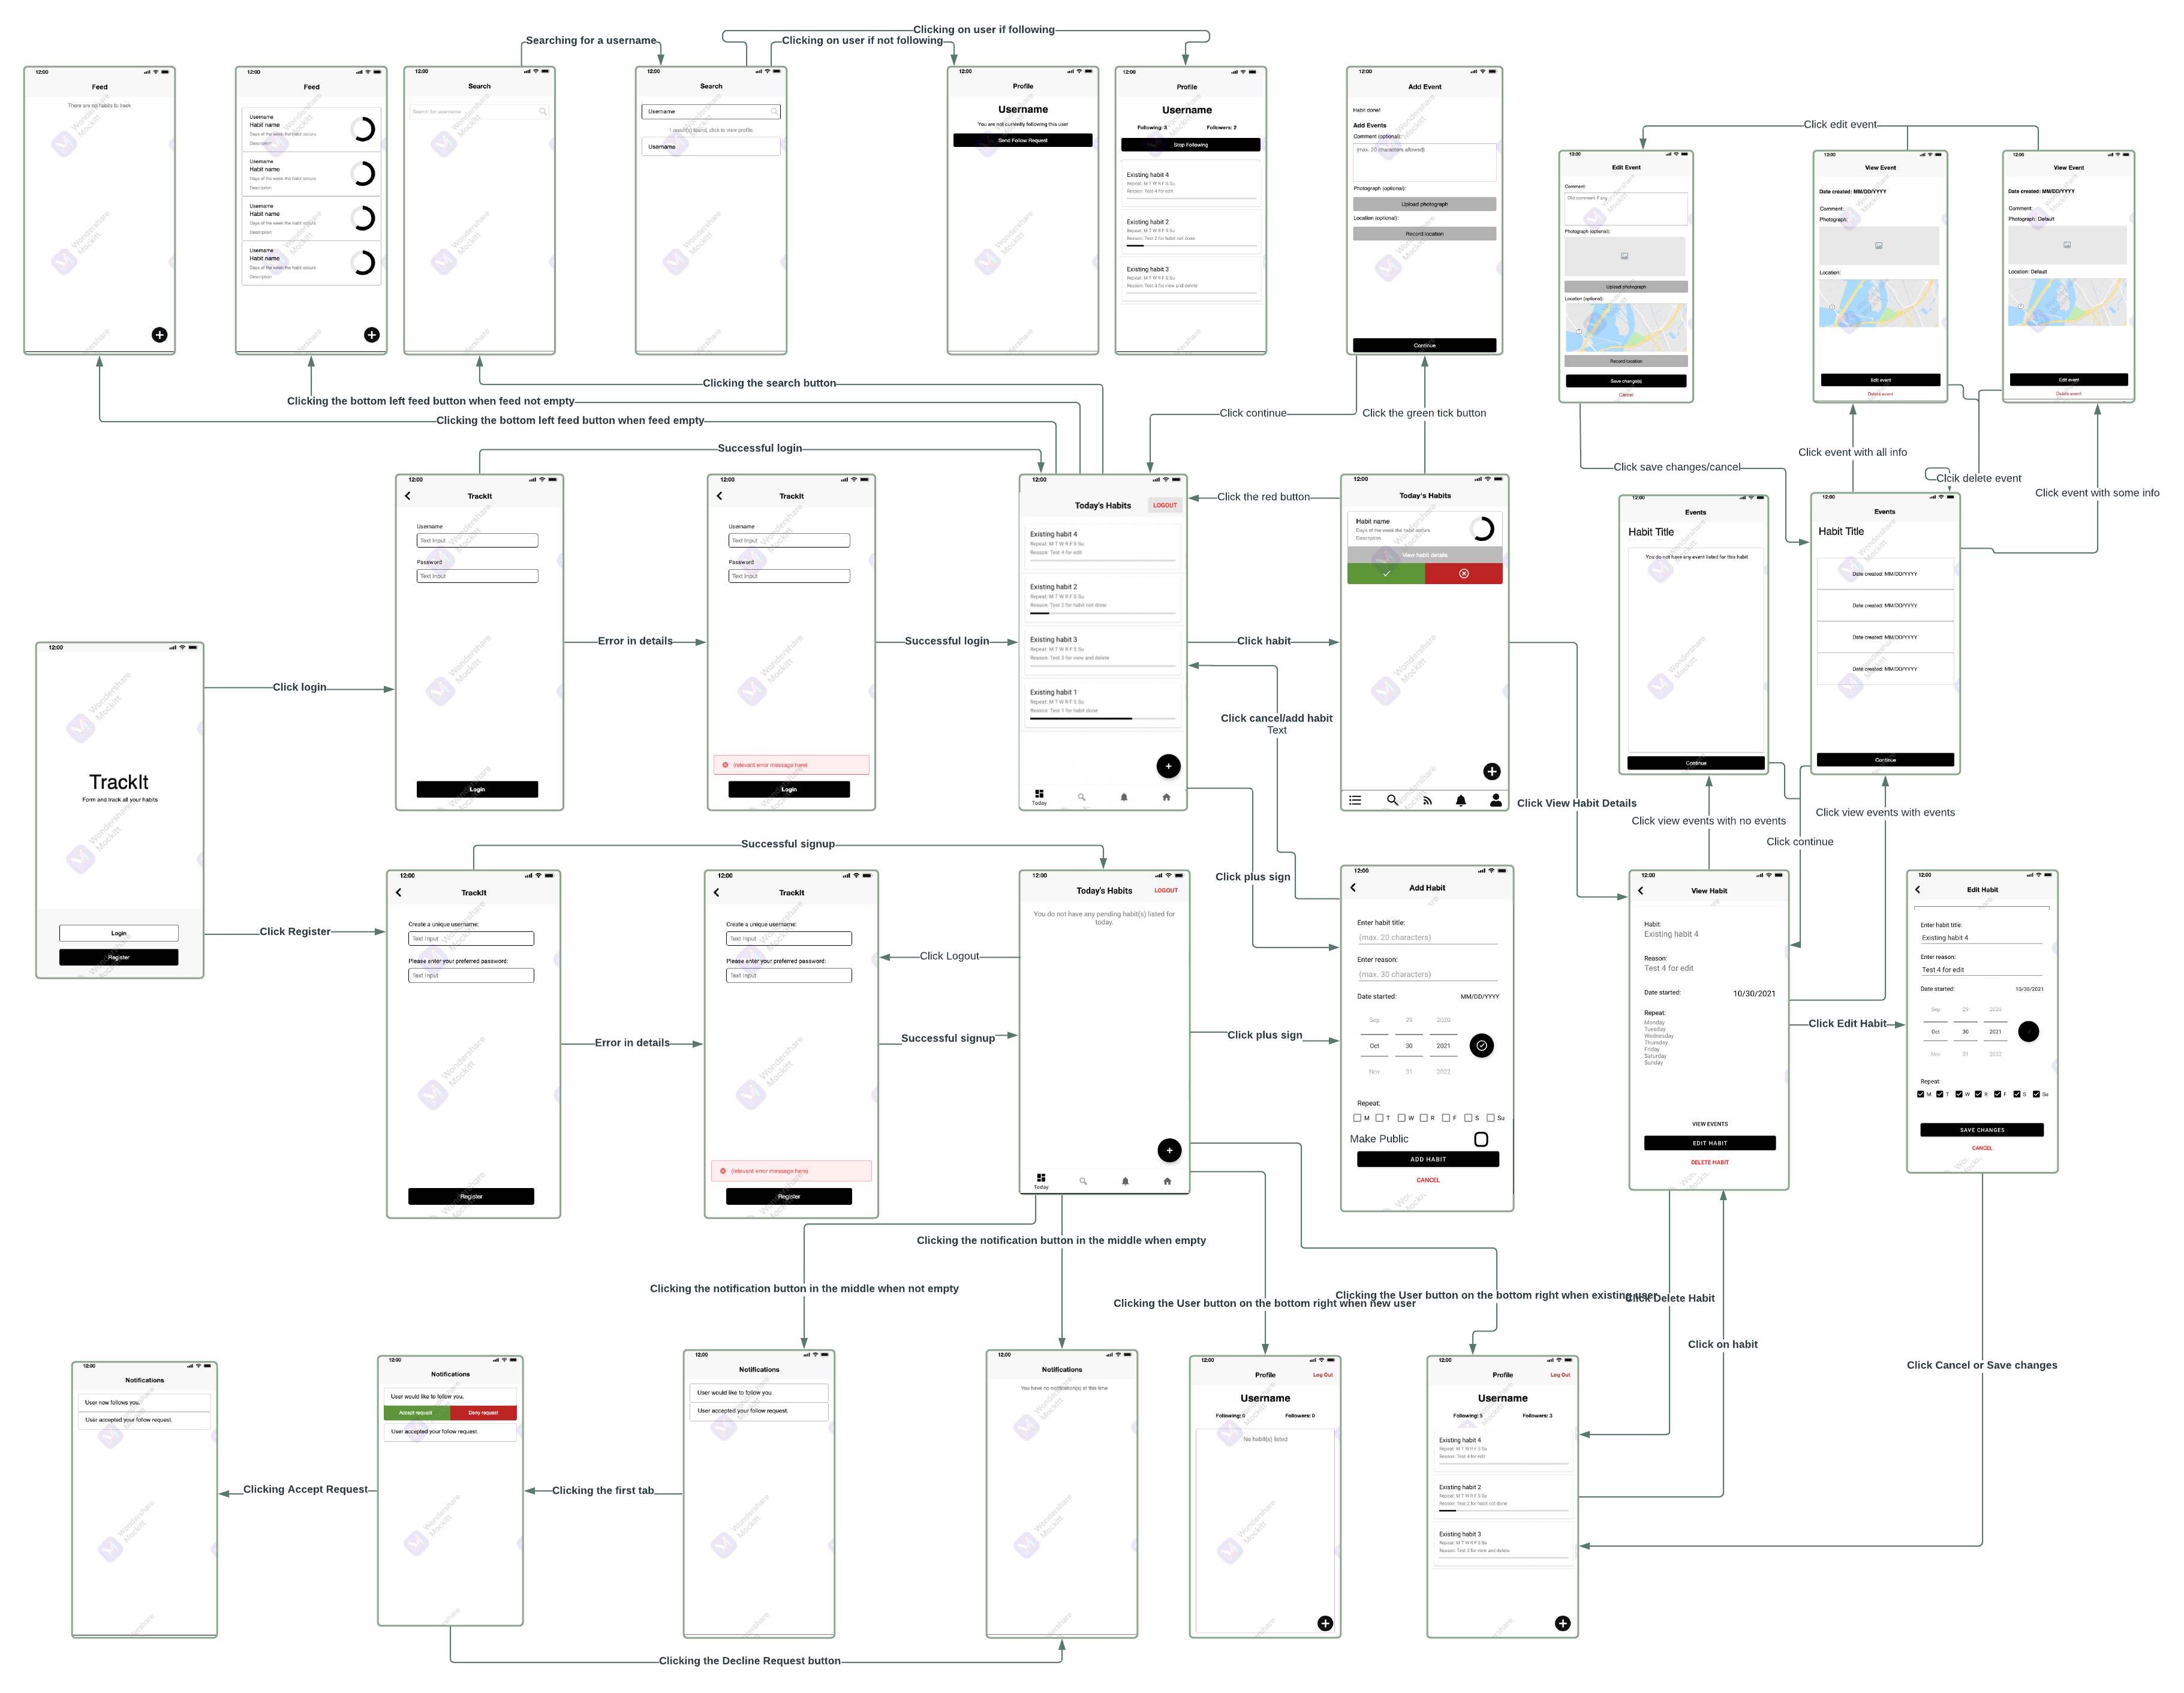 Clicking on user if following
Searching for a username
Clicking on user if not following
12:00
Feed
There are no habits to track
12:00
Feed
Username
Habit name
Days of the week the habit occurs
Description
Username
Habit name
Days of the week the habit occurs
Description
Username
Habit name
Days of the week the habit occurs
Description
Username
Habit name
Days of the week the habit occurs
Description
12:00
Search
Search for username
12:00
Search
Username
1 result(s) found, click to view profile.
Username
12:00
Profile
Username
You are not currently following this user
Send Follow Request
12:00
Profile
Username
Following: 3 Followers: 2
Stop Following
Existing habit 4
Repeat: M T W R F S Su
Reason: Test 4 for edit
Existing habit 2
Repeat: M T W R F S Su
Reason: Test 2 for habit not done
Existing habit 3
Repeat: M T W R F S Su
Reason: Test 3 for view and delete
12:00
Add Event
Habit done!
Add Events
Comment (optional):
(max. 20 characters allowed)
Photograph (optional):
Upload photograph
Location (optional):
Record location
Continue
Click edit event
12:00
Edit Event
Comment:
Old comment if any
Photograph (optional):
Upload photograph
Location (optional):
Record location
Save change(s)
Cancel
12:00
View Event
Date created: MM/DD/YYYY
Comment:
Photograph:
Location:
Edit event
Delete event
12:00
View Event
Date created: MM/DD/YYYY
Comment:
Photograph: Default
Location: Default
Edit event
Delete event
Clicking the search button
Clicking the bottom left feed button when feed not empty
Clicking the bottom left feed button when feed empty
Click continue
Click the green tick button
Successful login
Click save changes/cancel
Click event with all info
Clcik delete event
Click event with some info
12:00
TrackIt
Form and track all your habits
Login
Register
Click login
Click Register
12:00
TrackIt
Username
Text Input
Password
Text Input
Login
Error in details
12:00
TrackIt
Username
Text Input
Password
Text Input
(relevant error message here)
Login
Successful login
12:00
Today's Habits LOGOUT
Existing habit 4
Repeat: M T W R F S Su
Reason: Test 4 for edit
Existing habit 2
Repeat: M T W R F S Su
Reason: Test 2 for habit not done
Existing habit 3
Repeat: M T W R F S Su
Reason: Test 3 for view and delete
Existing habit 1
Repeat: M T W R F S Su
Reason: Test 1 for habit done
Today
Click the red button
Click habit
Click cancel/add habit
Text
Click plus sign
12:00
Today's Habits
Habit name
Days of the week the habit occurs
Description
View habit details
Click View Habit Details
12:00
Events
Habit Title
You do not have any event listed for this habit
Continue
12:00
Events
Habit Title
Date created: MM/DD/YYYY
Date created: MM/DD/YYYY
Date created: MM/DD/YYYY
Date created: MM/DD/YYYY
Continue
Click view events with no events
Click view events with events
Click continue
Successful signup
12:00
TrackIt
Create a unique username:
Text Input
Please enter your preferred password:
Text Input
Register
Error in details
12:00
TrackIt
Create a unique username:
Text Input
Please enter your preferred password:
Text Input
(relevant error message here)
Register
Click Logout
Successful signup
12:00
Today's Habits LOGOUT
You do not have any pending habit(s) listed for
today.
Today
Click plus sign
12:00
Add Habit
Enter habit title:
(max. 20 characters)
Enter reason:
(max. 30 characters)
Date started: MM/DD/YYYY
Sep 29 2020
Oct 30 2021
Nov 31 2022
Repeat:
M T W R F S Su
Make Public
ADD HABIT
CANCEL
12:00
View Habit
Habit:
Existing habit 4
Reason:
Test 4 for edit
Date started: 10/30/2021
Repeat:
Monday
Tuesday
Wednesday
Thursday
Friday
Saturday
Sunday
VIEW EVENTS
EDIT HABIT
DELETE HABIT
Click Edit Habit
12:00
Edit Habit
Enter habit title:
Existing habit 4
Enter reason:
Test 4 for edit
Date started: 10/30/2021
Sep 29 2020
Oct 30 2021
Nov 31 2022
Repeat:
M T W R F S Su
SAVE CHANGES
CANCEL
Clicking the notification button in the middle when empty
Clicking the notification button in the middle when not empty
Clicking the User button on the bottom right when new user
Clicking the User button on the bottom right when existing user
Click Delete Habit
Click on habit
Click Cancel or Save changes
12:00
Notifications
User now follows you.
User accepted your follow request.
Clicking Accept Request
12:00
Notifications
User would like to follow you.
Accept request Deny request
User accepted your follow request.
Clicking the first tab
12:00
Notifications
User would like to follow you.
User accepted your follow request.
12:00
Notifications
You have no notification(s) at this time
12:00
Profile Log Out
Username
Following: 0 Followers: 0
No habit(s) listed
12:00
Profile Log Out
Username
Following: 5 Followers: 3
Existing habit 4
Repeat: M T W R F S Su
Reason: Test 4 for edit
Existing habit 2
Repeat: M T W R F S Su
Reason: Test 2 for habit not done
Existing habit 3
Repeat: M T W R F S Su
Reason: Test 3 for view and delete
Clicking the Decline Request button
Wondershare
Mockitt